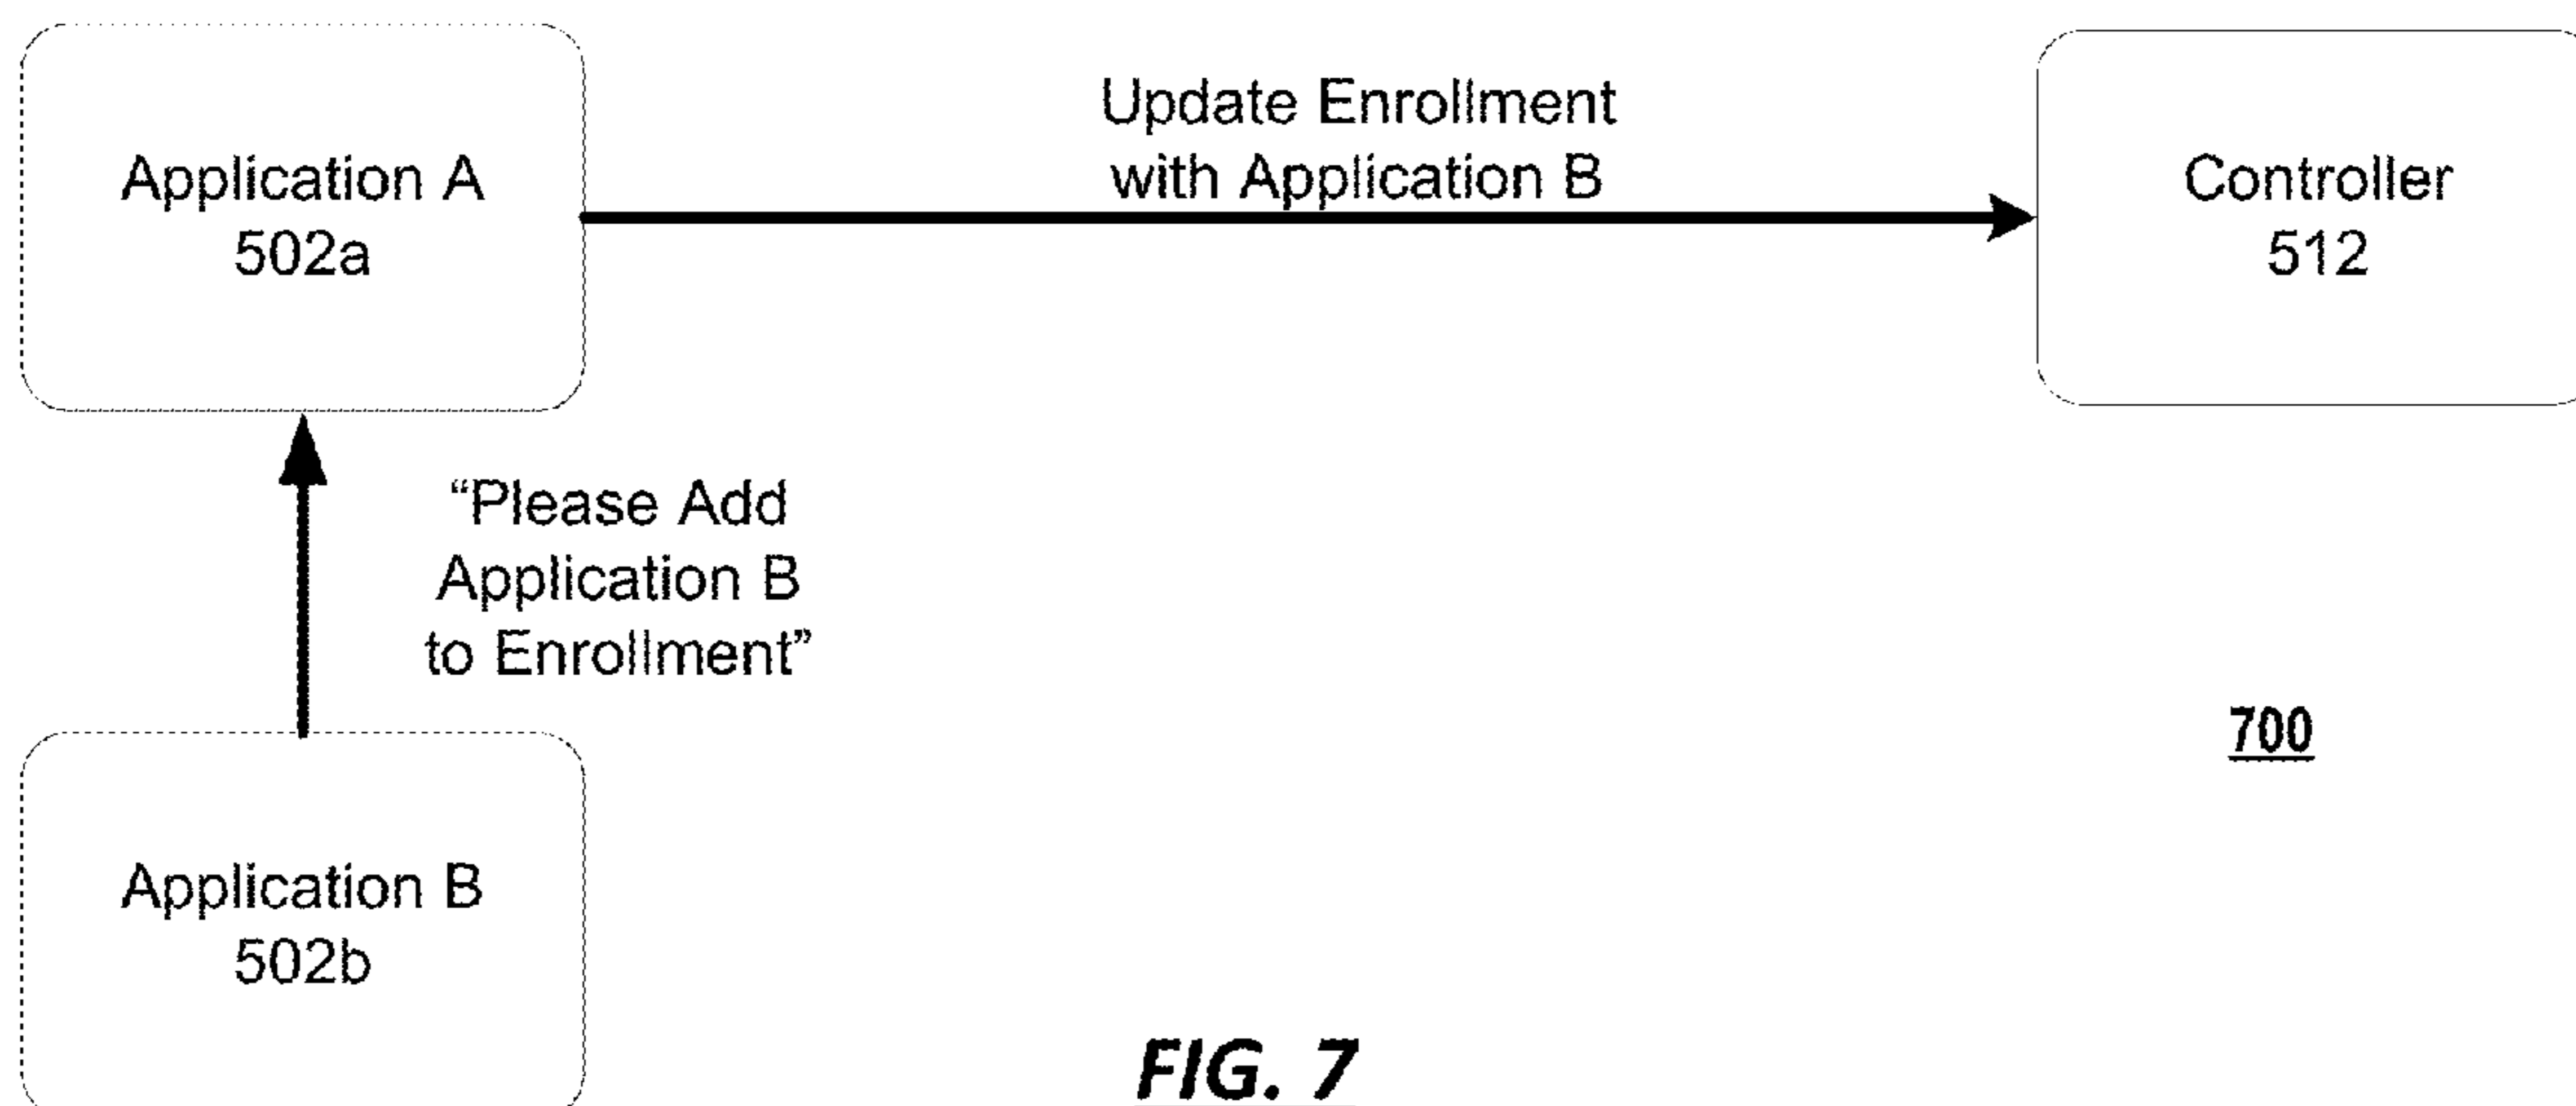 Application A
502a
Update Enrollment
with Application B
Controller
512
“Please Add
Application B
to Enrollment”
700
Application B
502b
FIG. 7